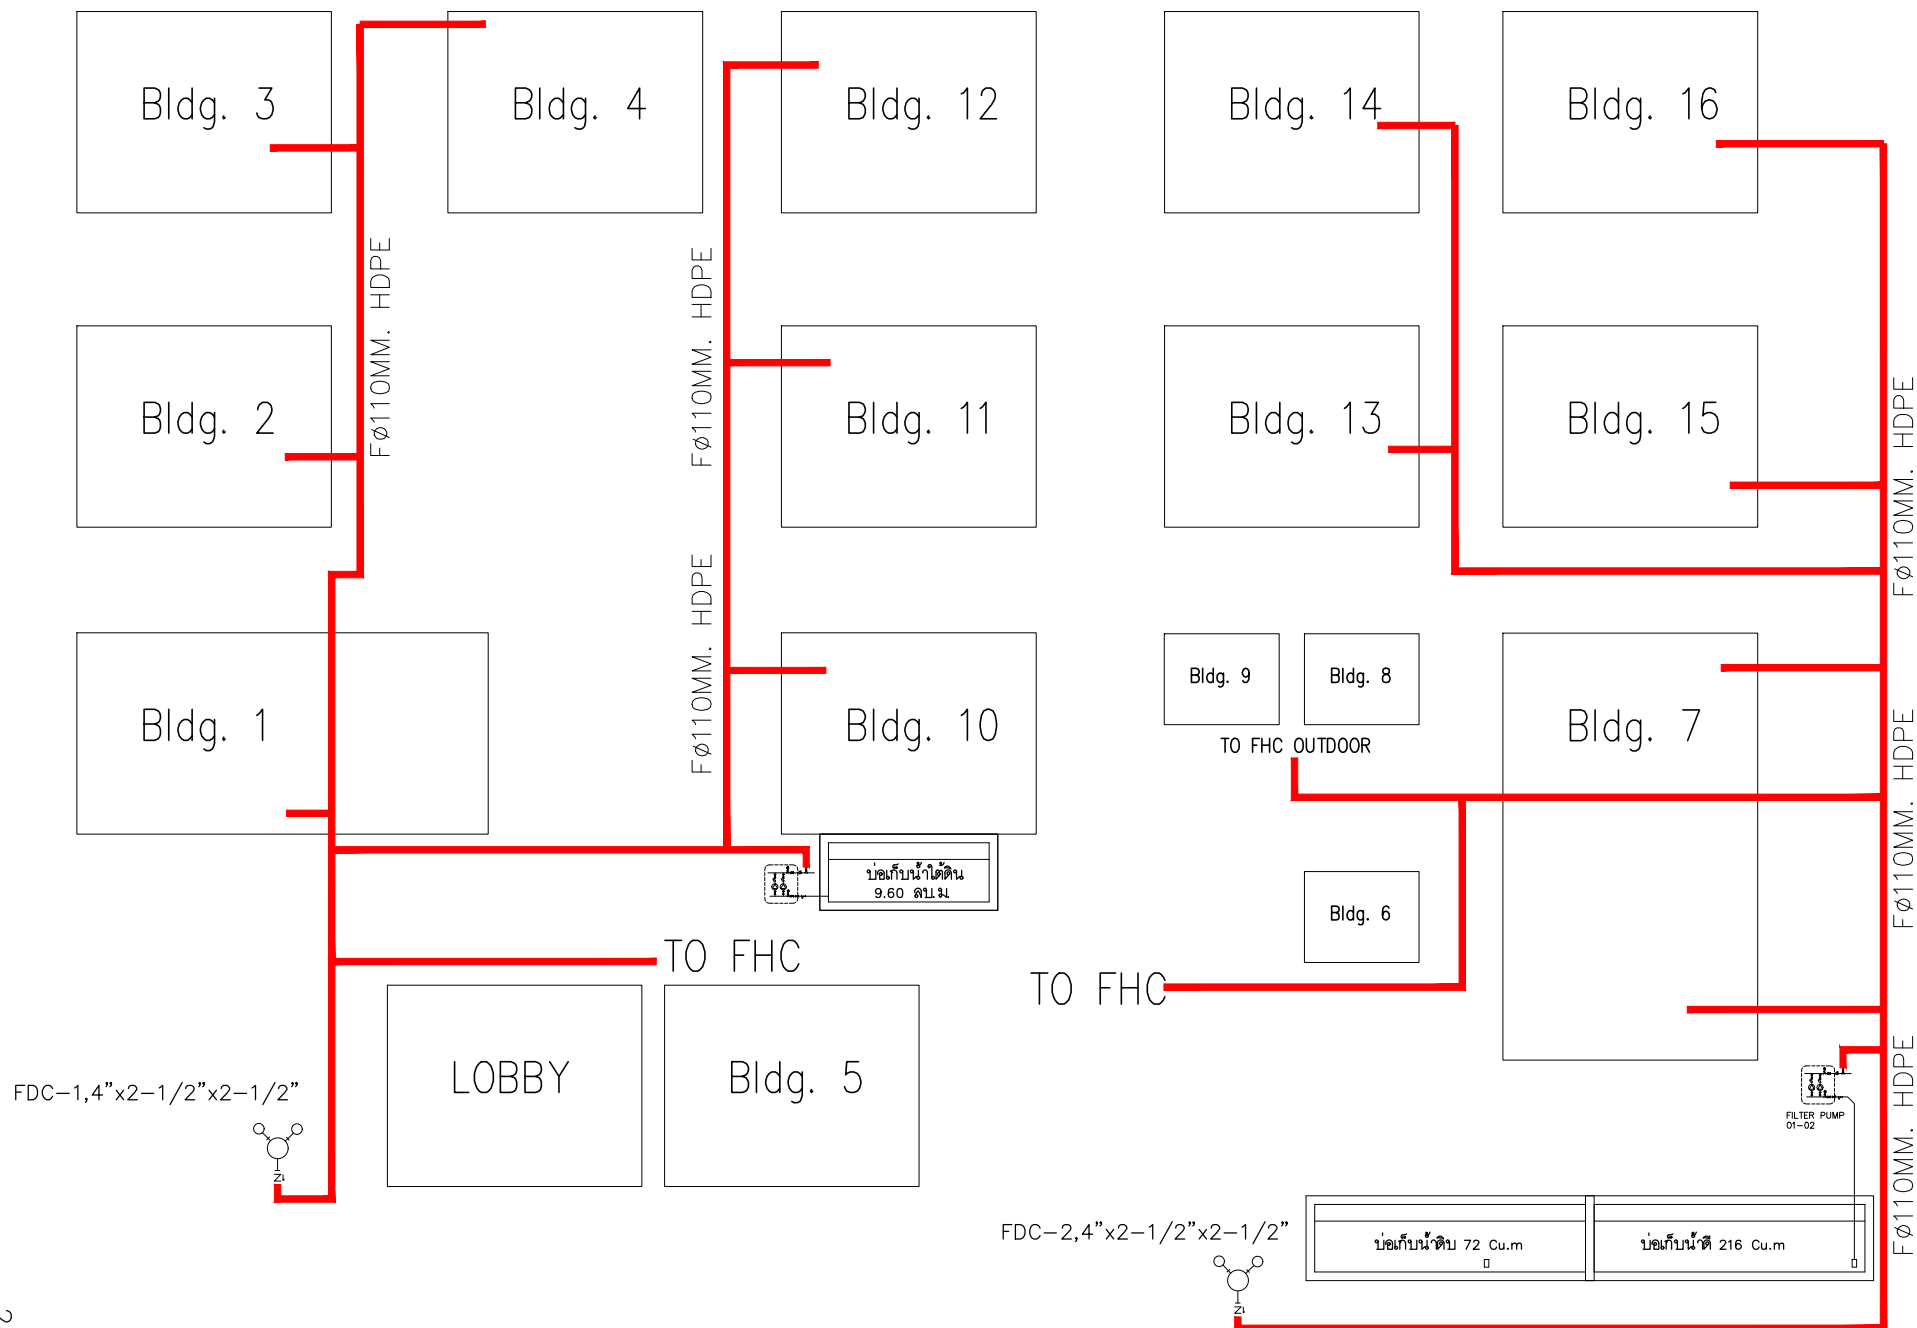 Bldg. 3
Bldg. 4
Bldg. 12
Bldg. 14
Bldg. 16
FØ110MM. HDPE
FØ110MM. HDPE
Bldg. 2
Bldg. 11
Bldg. 13
Bldg. 15
FØ110MM. HDPE
FØ110MM. HDPE
Bldg. 1
Bldg. 10
Bldg. 9
Bldg. 8
Bldg. 7
TO FHC OUTDOOR
FØ110MM. HDPE
บ่อเก็บน้ำใต้ดิน
9.60 ลบ.ม.
Bldg. 6
TO FHC
TO FHC
LOBBY
Bldg. 5
FDC-1,4"x2-1/2"x2-1/2"
FILTER PUMP
01-02
FØ110MM. HDPE
FDC-2,4"x2-1/2"x2-1/2"
บ่อเก็บน้ำดิบ 72 Cu.m
บ่อเก็บน้ำดี 216 Cu.m